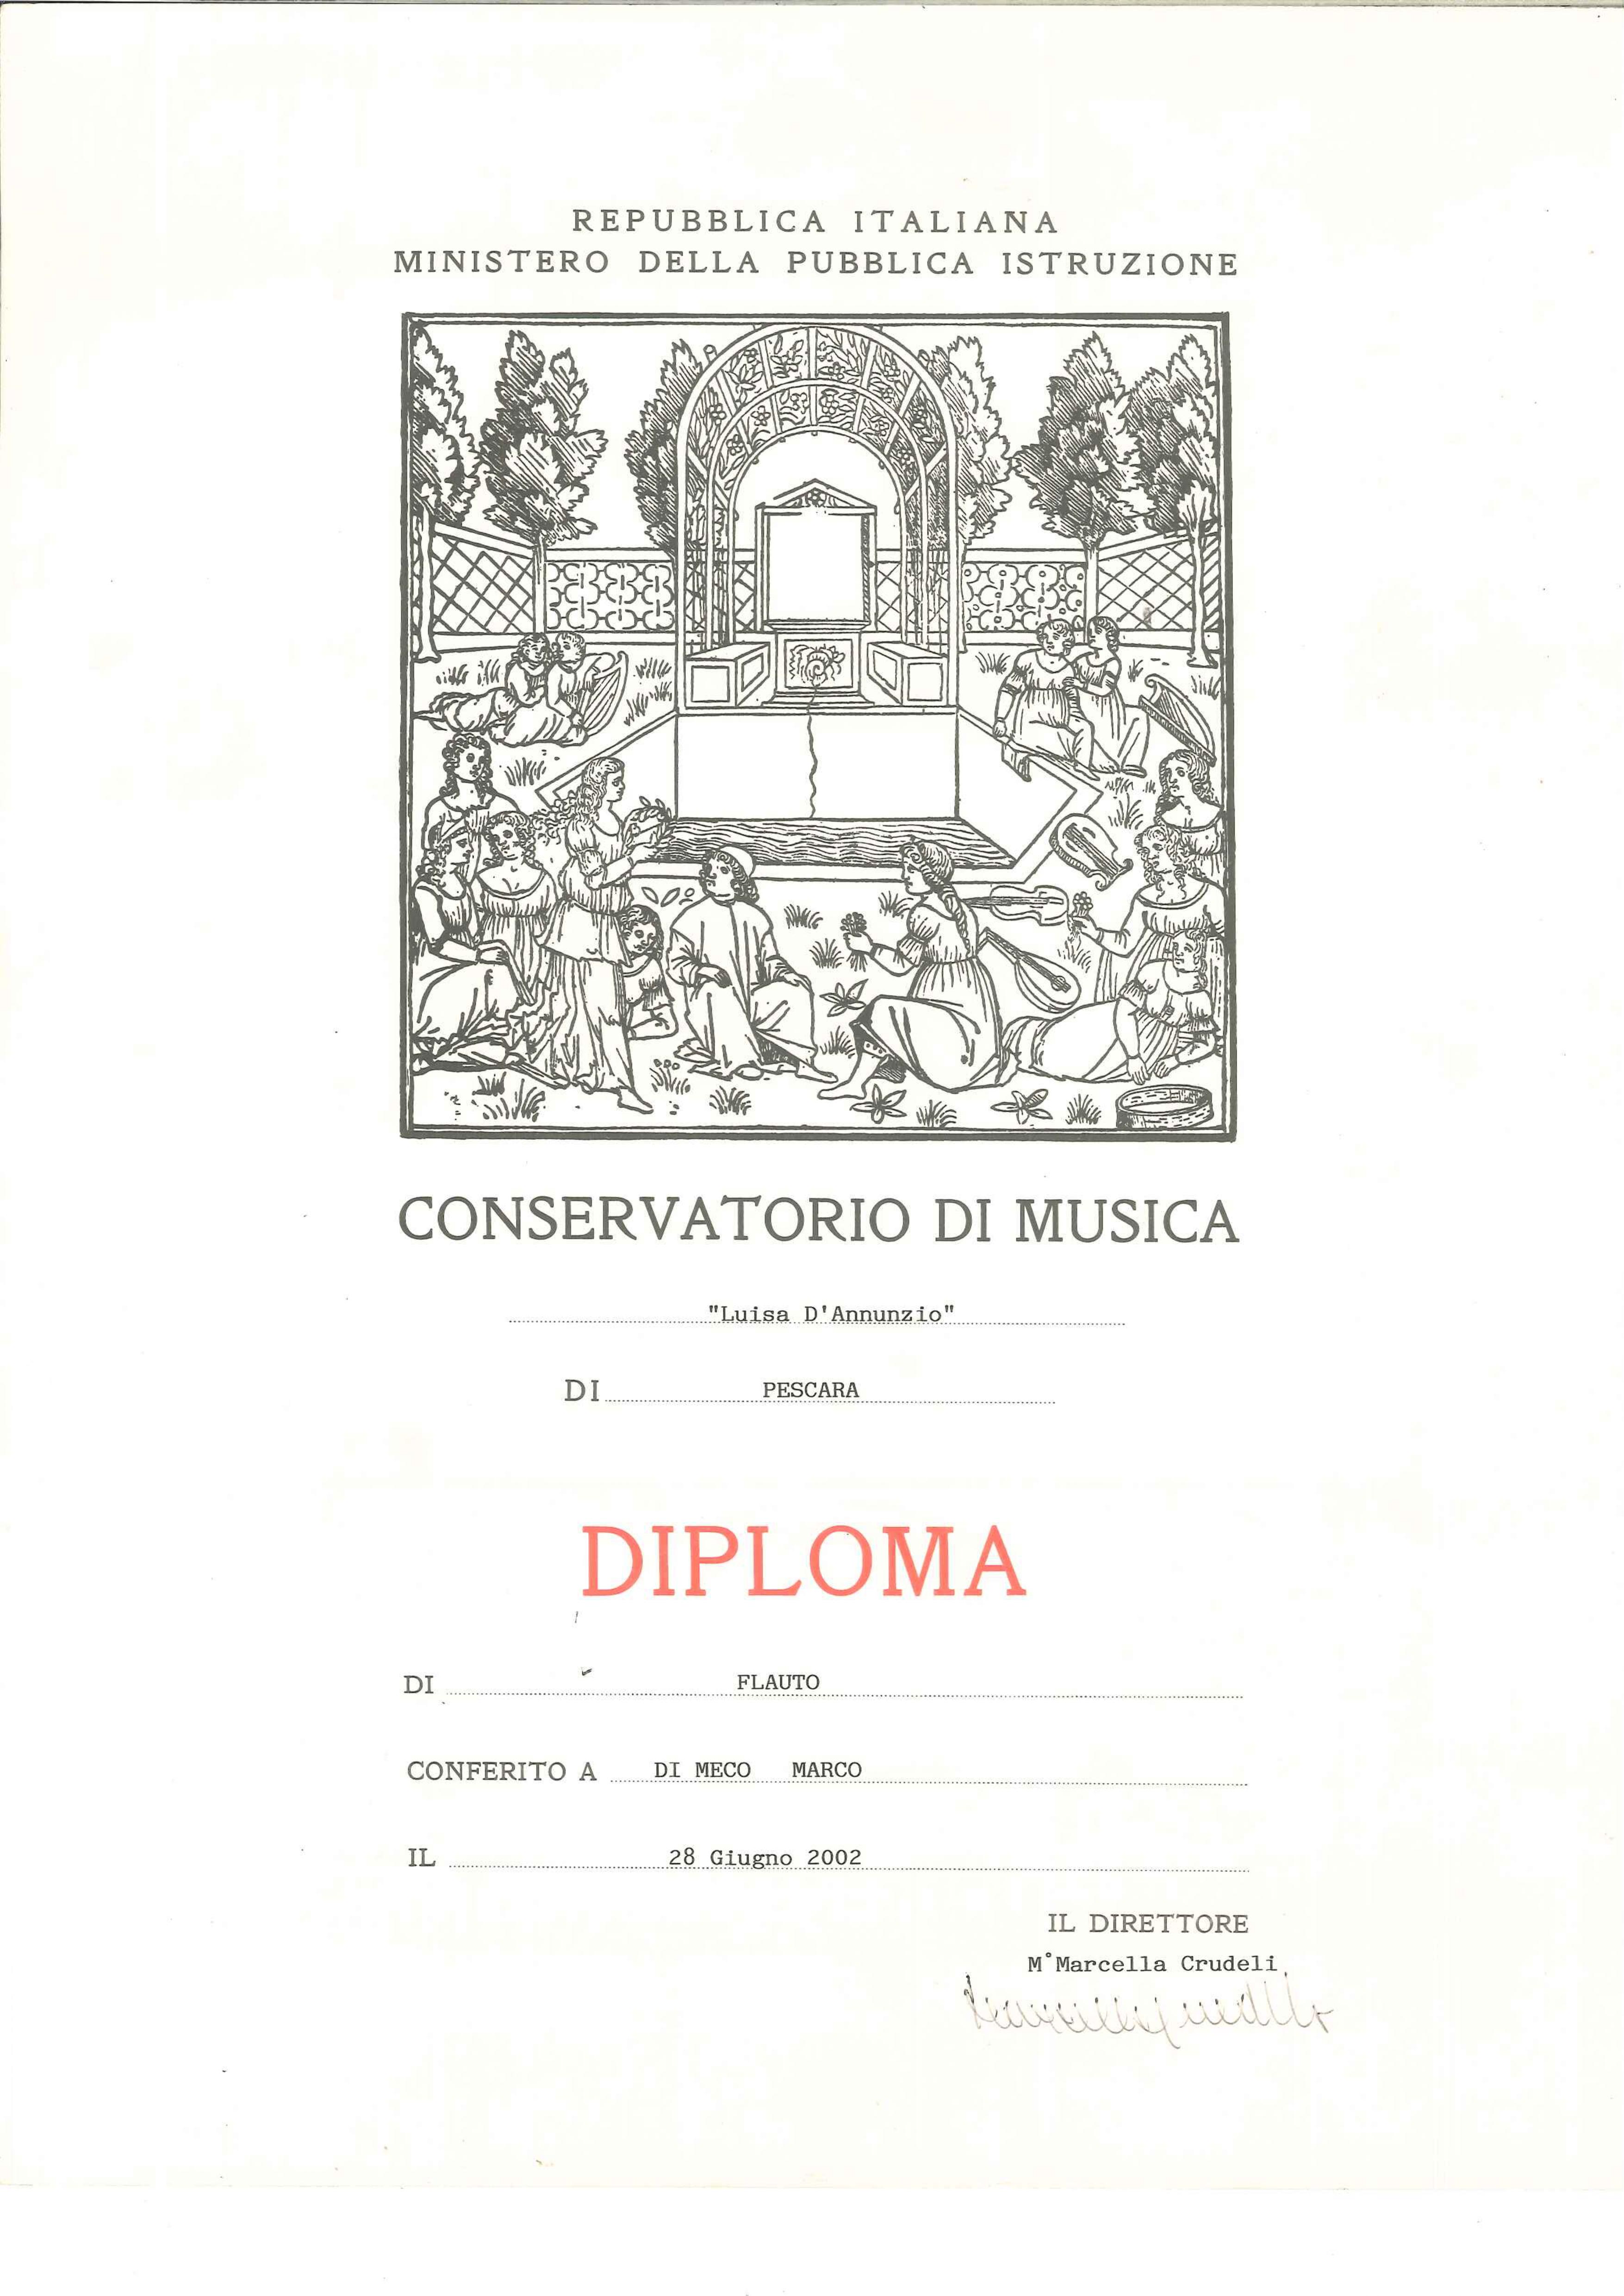 REPUBBLICA ITALIANA
MINISTERO DELLA PUBBLICA ISTRUZIONE
CONSERVATORIO DI MUSICA
"Luisa D'Annunzio"
DI PESCARA
DIPLOMA
DI FLAUTO
CONFERITO A DI MECO MARCO
IL 28 Giugno 2002
IL DIRETTORE
M°Marcella Crudeli